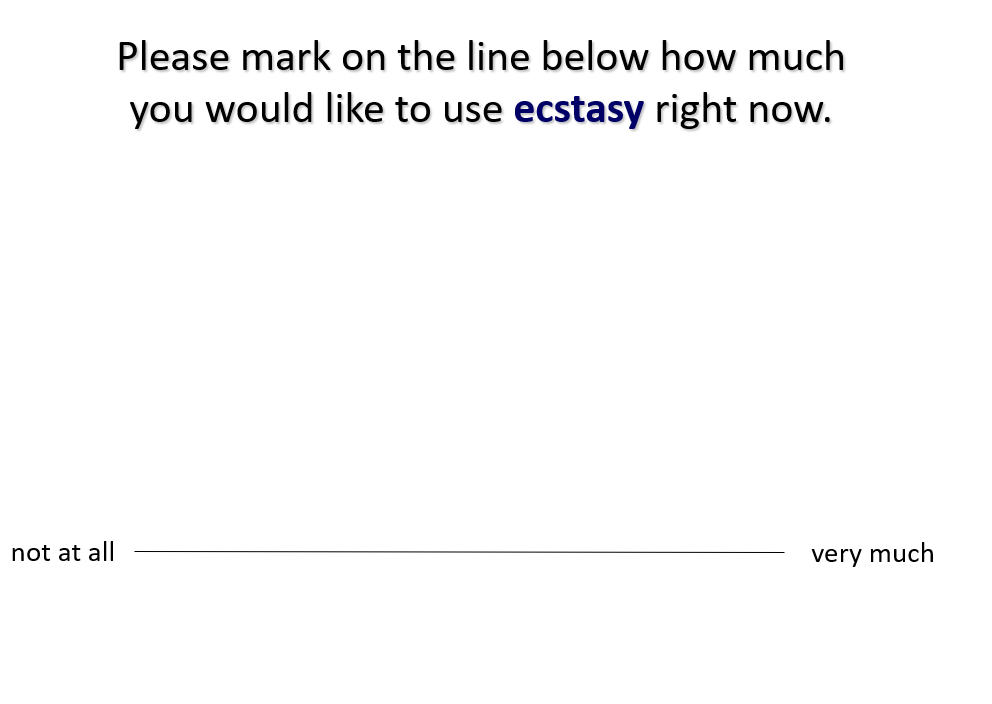 Please mark on the line below how much
you would like to use ecstasy right now.
not at all
very much